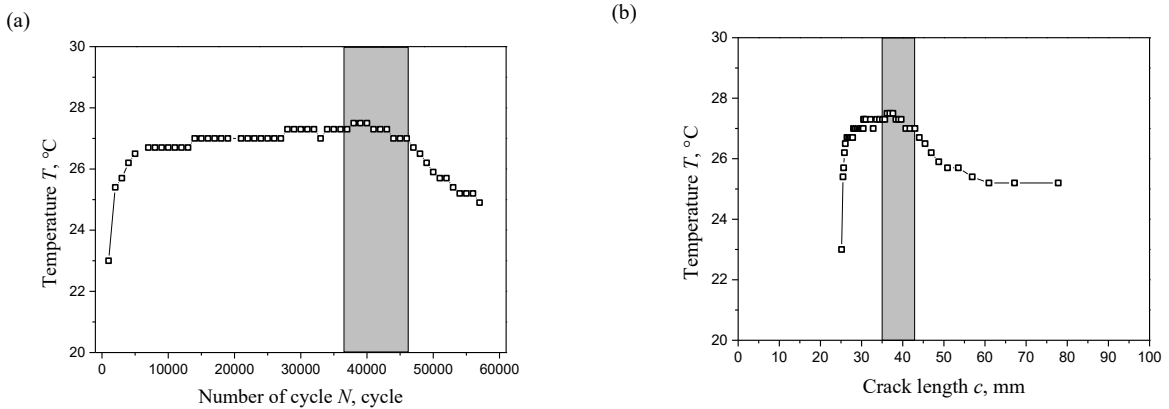 (a)
30
28
26
24
22
20
Temperature T, °C
0 10000 20000 30000 40000 50000 60000
Number of cycle N, cycle
(b)
30
28
26
24
22
20
Temperature T, °C
0 10 20 30 40 50 60 70 80 90 100
Crack length c, mm